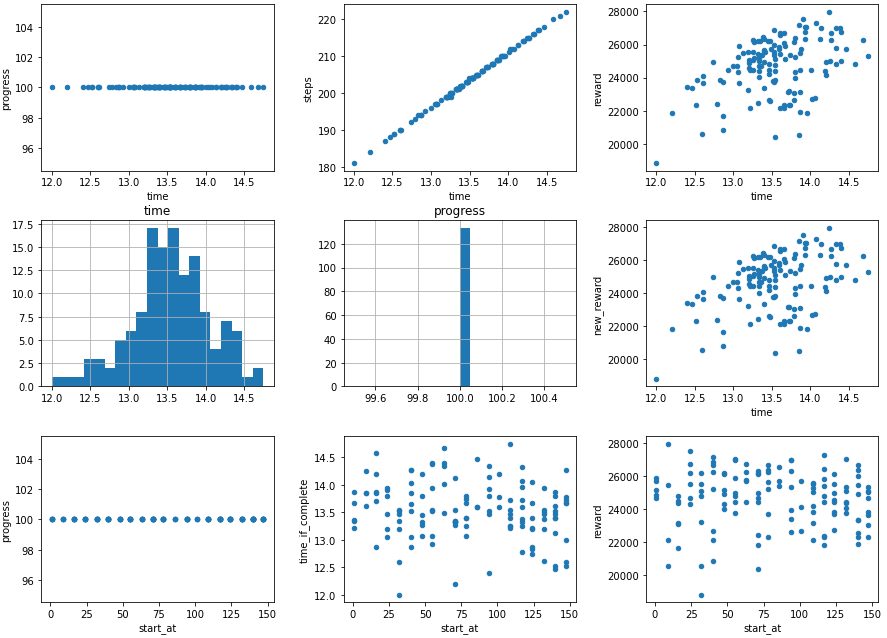 104
102
100
98
96
progress
12.0 12.5 13.0 13.5 14.0 14.5
time
220
210
200
190
180
steps
12.0 12.5 13.0 13.5 14.0 14.5
time
28000
26000
24000
22000
20000
reward
12.0 12.5 13.0 13.5 14.0 14.5
time
time
17.5
15.0
12.5
10.0
7.5
5.0
2.5
0.0
12.0 12.5 13.0 13.5 14.0 14.5
progress
120
100
80
60
40
20
0
99.6 99.8 100.0 100.2 100.4
28000
26000
24000
22000
20000
new_reward
12.0 12.5 13.0 13.5 14.0 14.5
time
104
102
100
98
96
progress
0 25 50 75 100 125 150
start_at
14.5
14.0
13.5
13.0
12.5
12.0
time_if_complete
0 25 50 75 100 125 150
start_at
28000
26000
24000
22000
20000
reward
0 25 50 75 100 125 150
start_at